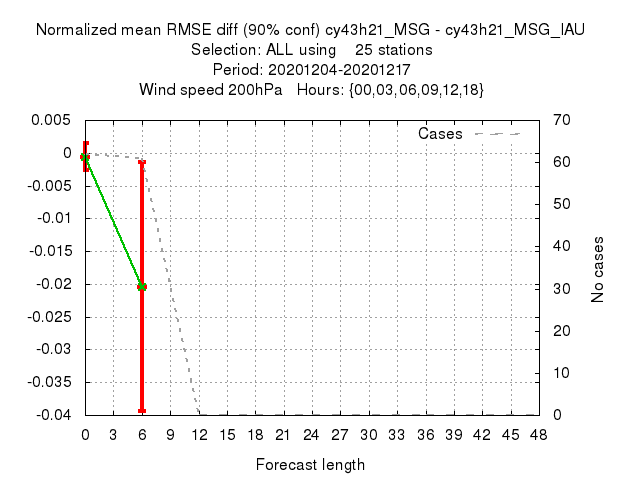 Normalized mean RMSE diff (90% conf) cy43h21_MSG - cy43h21_MSG_IAU
Selection: ALL using    25 stations
Period: 20201204-20201217
Wind speed 200hPa   Hours: {00,03,06,09,12,18}
Cases
0.005
0
-0.005
-0.01
-0.015
-0.02
-0.025
-0.03
-0.035
-0.04
70
60
50
40
30
20
10
0
No cases
0 3 6 9 12 15 18 21 24 27 30 33 36 39 42 45 48
Forecast length